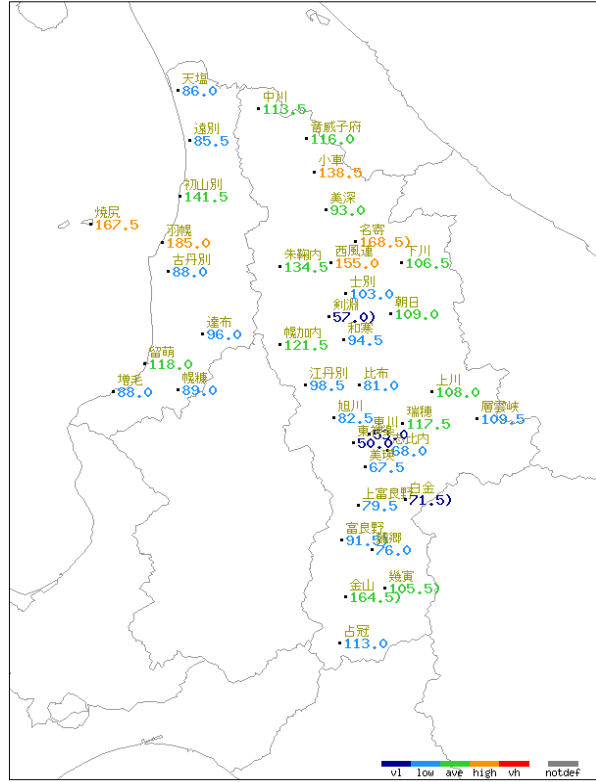 天塩
86.0
中川
113.5
遠別
85.5
音威子府
116.0
小車
138.5
初山別
141.5
美深
93.0
焼尻
167.5
羽幌
185.0
名寄
168.5)
古丹別
88.0
朱鞠内
134.5
西風連
155.0
下川
106.5
士別
103.0
剣淵
57.0)
朝日
109.0
達布
96.0
幌加内
121.5
和寒
94.5
留萌
118.0
増毛
88.0
幌糠
89.0
江丹別
98.5
比布
81.0
上川
108.0
層雲峡
109.5
旭川
82.5
瑞穂
117.5
東川
53.0
50.0
志比内
68.0
美瑛
67.5
上富良野
79.5
白金
71.5)
富良野
91.5)
麓郷
76.0
幾寅
105.5)
金山
164.5)
占冠
113.0
vl low ave high vh notdef